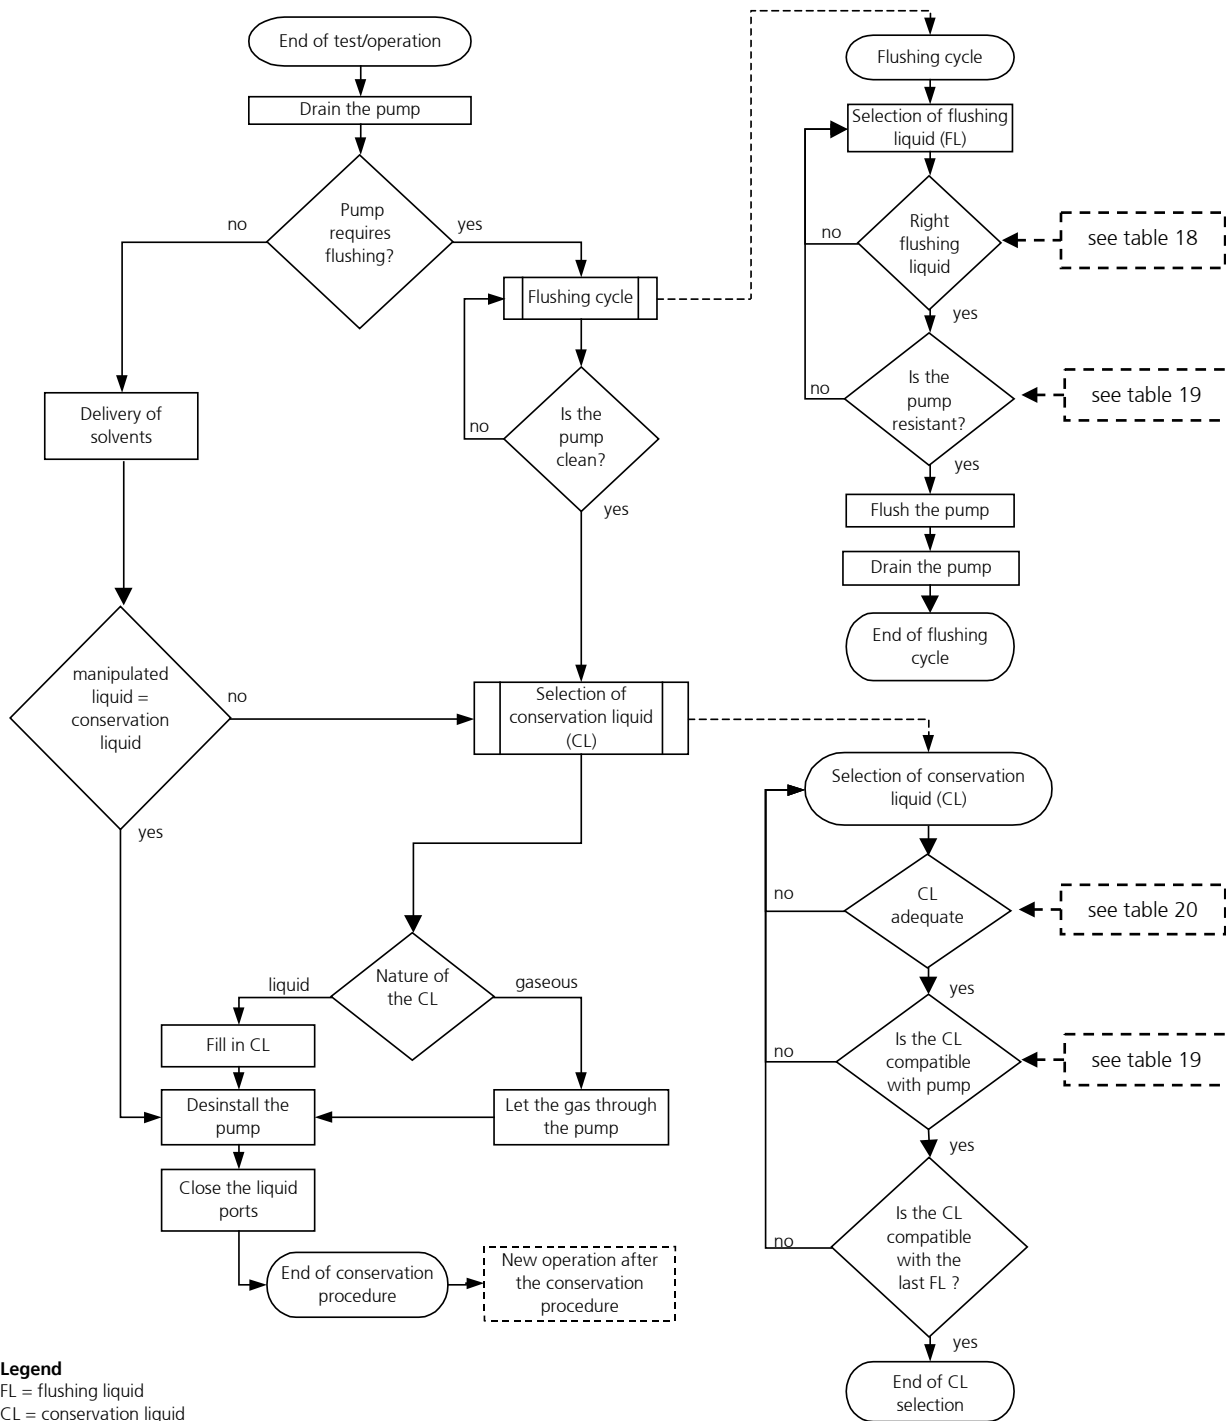 End of test/operation
Drain the pump
Pump
requires
flushing?
no
yes
Flushing cycle
Is the
pump
clean?
no
yes
Delivery of
solvents
manipulated
liquid =
conservation
liquid
no
yes
Selection of
conservation liquid
(CL)
Nature of
the CL
liquid
gaseous
Fill in CL
Desinstall the
pump
Let the gas through
the pump
Close the liquid
ports
End of conservation
procedure
New operation after
the conservation
procedure
Flushing cycle
Selection of flushing
liquid (FL)
Right
flushing
liquid
no
see table 18
yes
Is the
pump
resistant?
no
see table 19
yes
Flush the pump
Drain the pump
End of flushing
cycle
Selection of conservation
liquid (CL)
CL
adequate
no
see table 20
yes
Is the CL
compatible
with pump
no
see table 19
yes
Is the CL
compatible
with the
last FL ?
no
yes
End of CL
selection
Legend
FL = flushing liquid
CL = conservation liquid